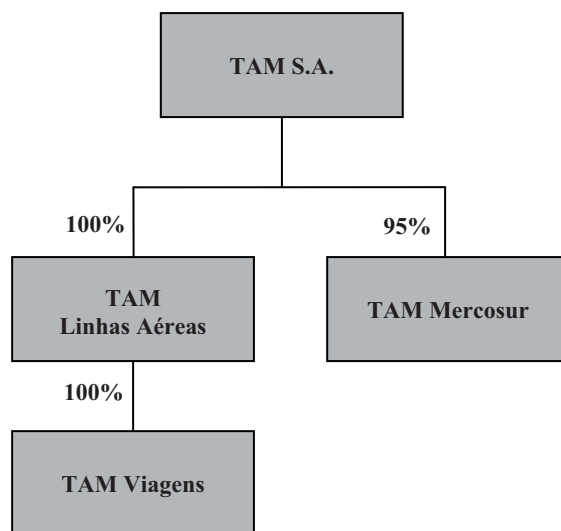 TAM S.A.
100%
95%
TAM
Linhas Aéreas
TAM Mercosur
100%
TAM Viagens